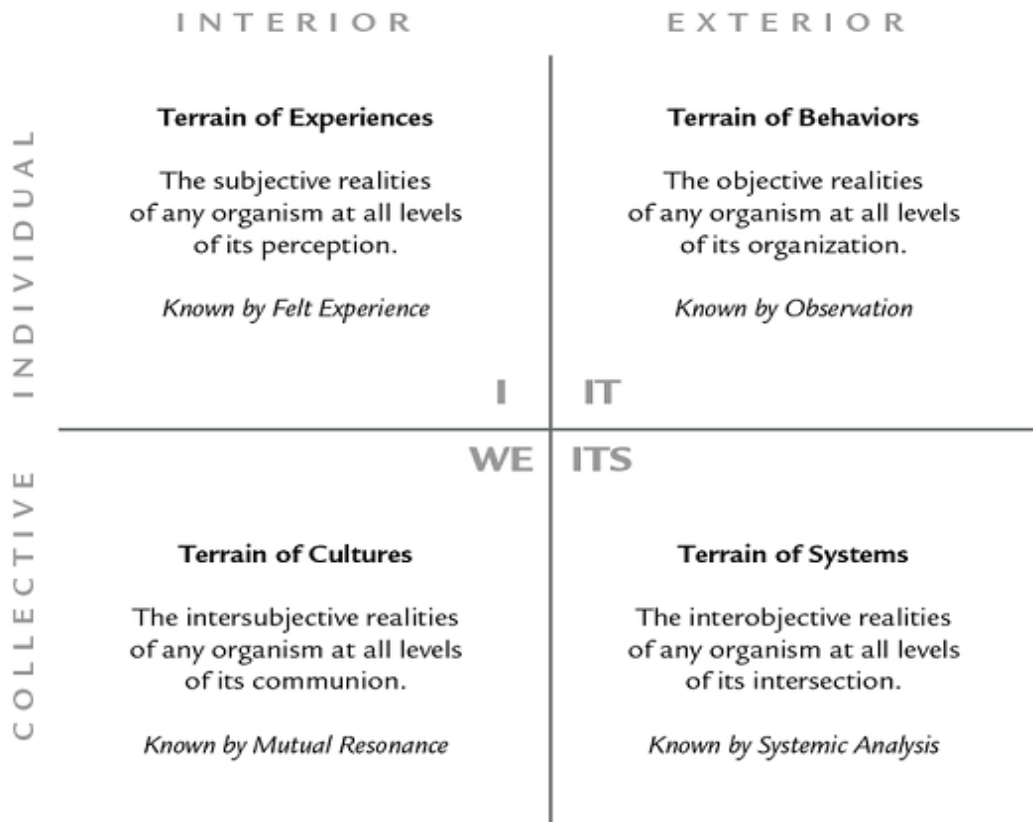 INTERIOR
EXTERIOR
INDIVIDUAL
Terrain of Experiences
The subjective realities
of any organism at all levels
of its perception.
Known by Felt Experience
I
Terrain of Behaviors
The objective realities
of any organism at all levels
of its organization.
Known by Observation
IT
COLLECTIVE
WE
Terrain of Cultures
The intersubjective realities
of any organism at all levels
of its communion.
Known by Mutual Resonance
ITS
Terrain of Systems
The interobjective realities
of any organism at all levels
of its intersection.
Known by Systemic Analysis